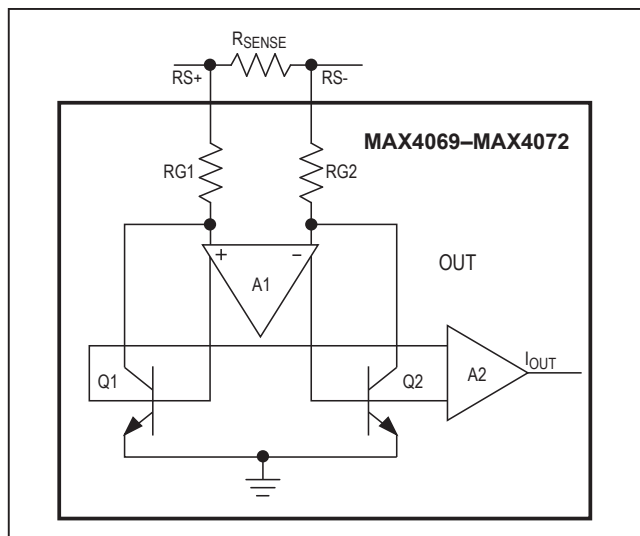 RSENSE
RS+
RS-
MAX4069–MAX4072
RG1
RG2
+
−
A1
OUT
Q1
Q2
A2
IOUT